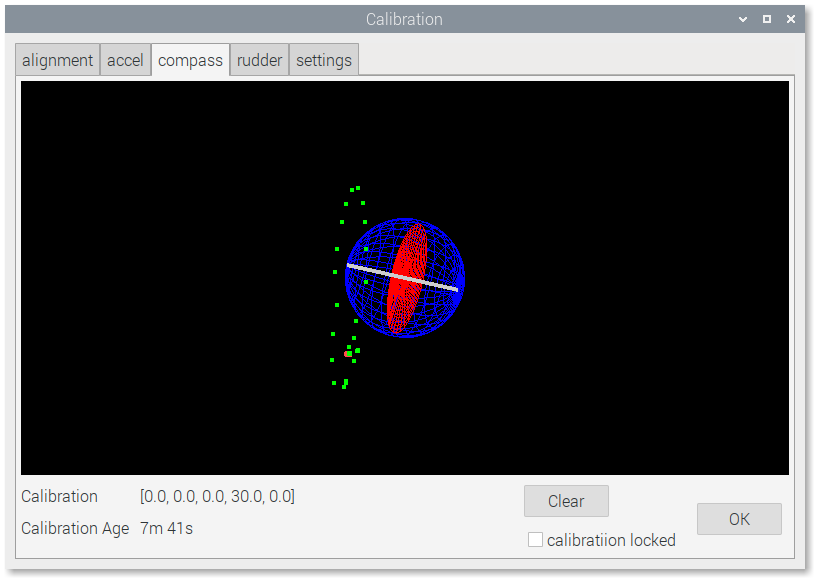 Calibration
alignment accel compass rudder settings
Calibration [0.0, 0.0, 0.0, 30.0, 0.0]
Clear
Calibration Age 7m 41s
OK
calibratiion locked